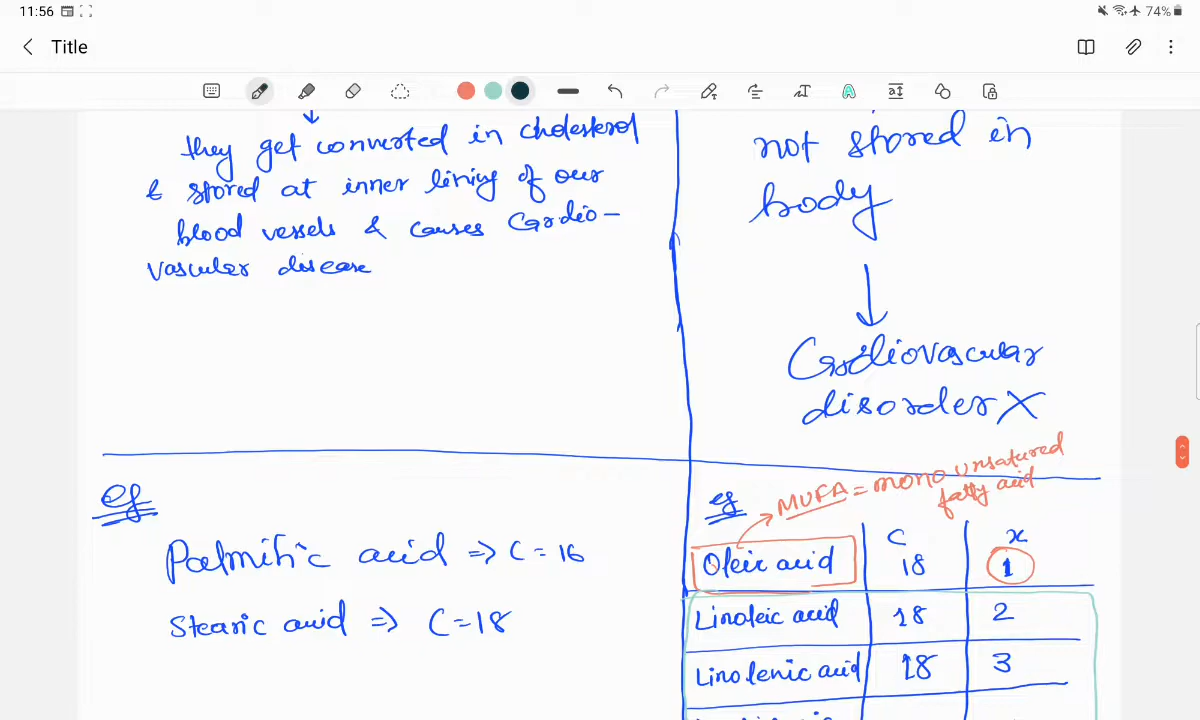 11:56
74%
Title
they get converted in cholesterol
& stored at inner lining of our
blood vessels & causes Cardio-
vascular disease
not stored in
body
Cardiovascular
disorder X
eg
Palmitic acid => C = 16
Stearic acid => C = 18
eg
MUFA = mono unsatured
fatty acid
C x
Oleic acid 18 1
Linoleic acid 18 2
Linolenic acid 18 3